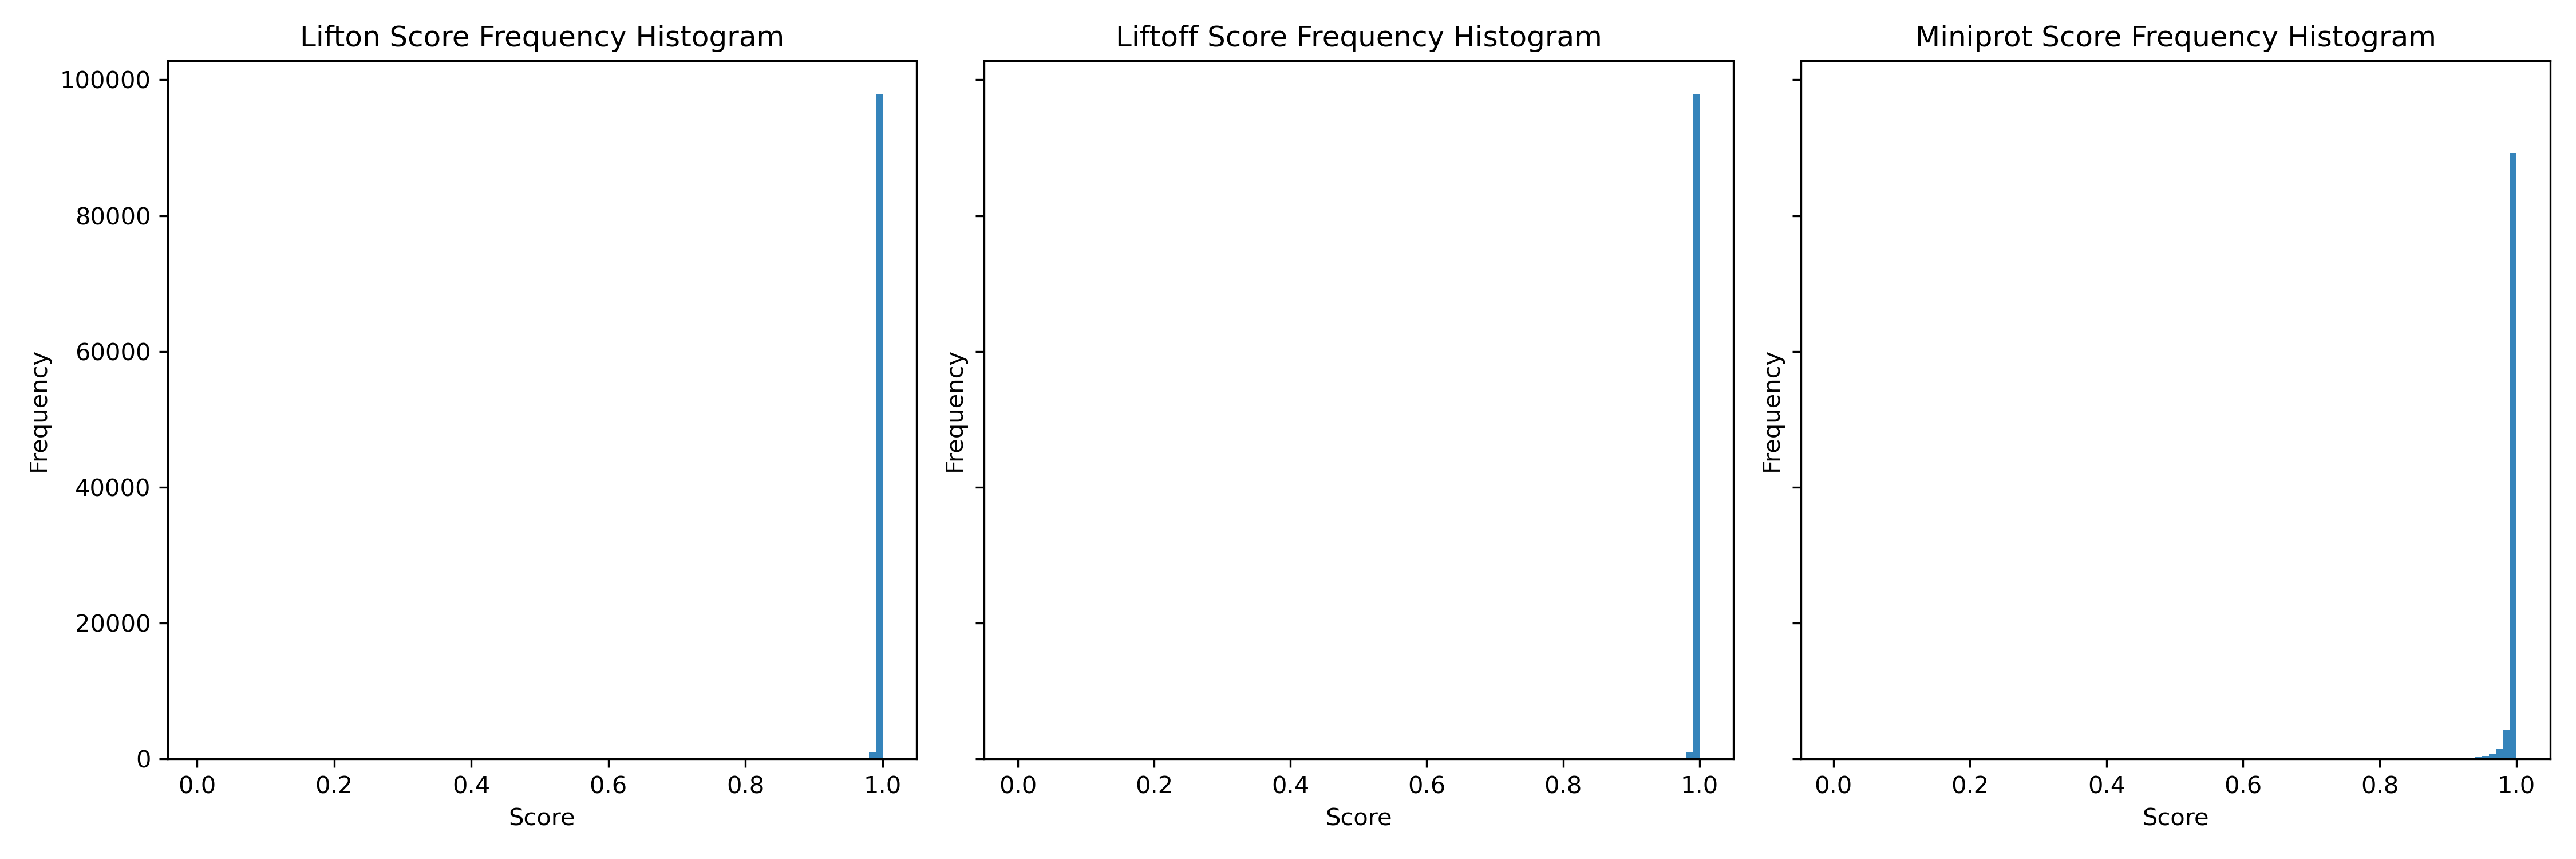 Lifton Score Frequency Histogram
Frequency
100000
80000
60000
40000
20000
0
0.0 0.2 0.4 0.6 0.8 1.0
Score
Liftoff Score Frequency Histogram
Frequency
0.0 0.2 0.4 0.6 0.8 1.0
Score
Miniprot Score Frequency Histogram
Frequency
0.0 0.2 0.4 0.6 0.8 1.0
Score